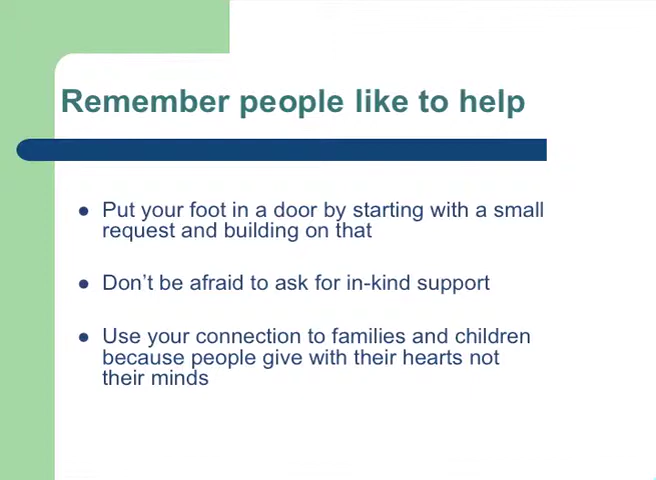 Remember people like to help
● Put your foot in a door by starting with a small
request and building on that
● Don’t be afraid to ask for in-kind support
● Use your connection to families and children
because people give with their hearts not
their minds